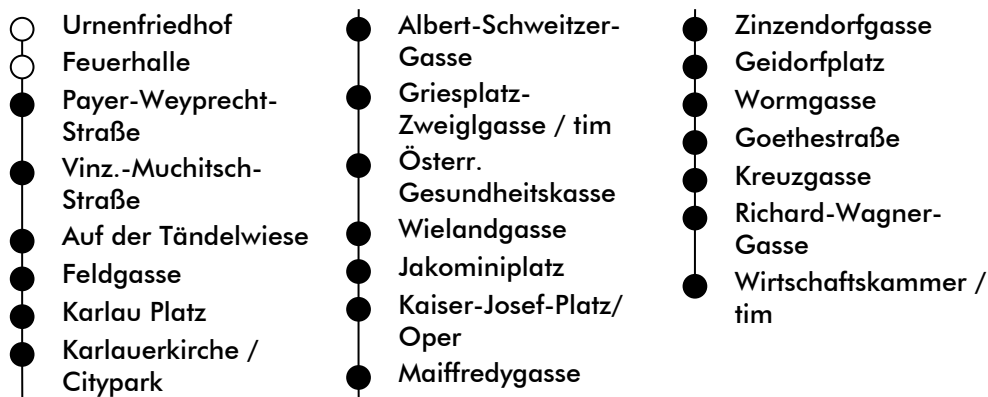 Urnenfriedhof
Feuerhalle
Payer-Weyprecht-
Straße
Vinz.-Muchitsch-
Straße
Auf der Tändelwiese
Feldgasse
Karlau Platz
Karlauerkirche /
Citypark
Albert-Schweitzer-
Gasse
Griesplatz-
Zweiglgasse / tim
Österr.
Gesundheitskasse
Wielandgasse
Jakominiplatz
Kaiser-Josef-Platz/
Oper
Maiffredygasse
Zinzendorfgasse
Geidorfplatz
Wormgasse
Goethestraße
Kreuzgasse
Richard-Wagner-
Gasse
Wirtschaftskammer /
tim